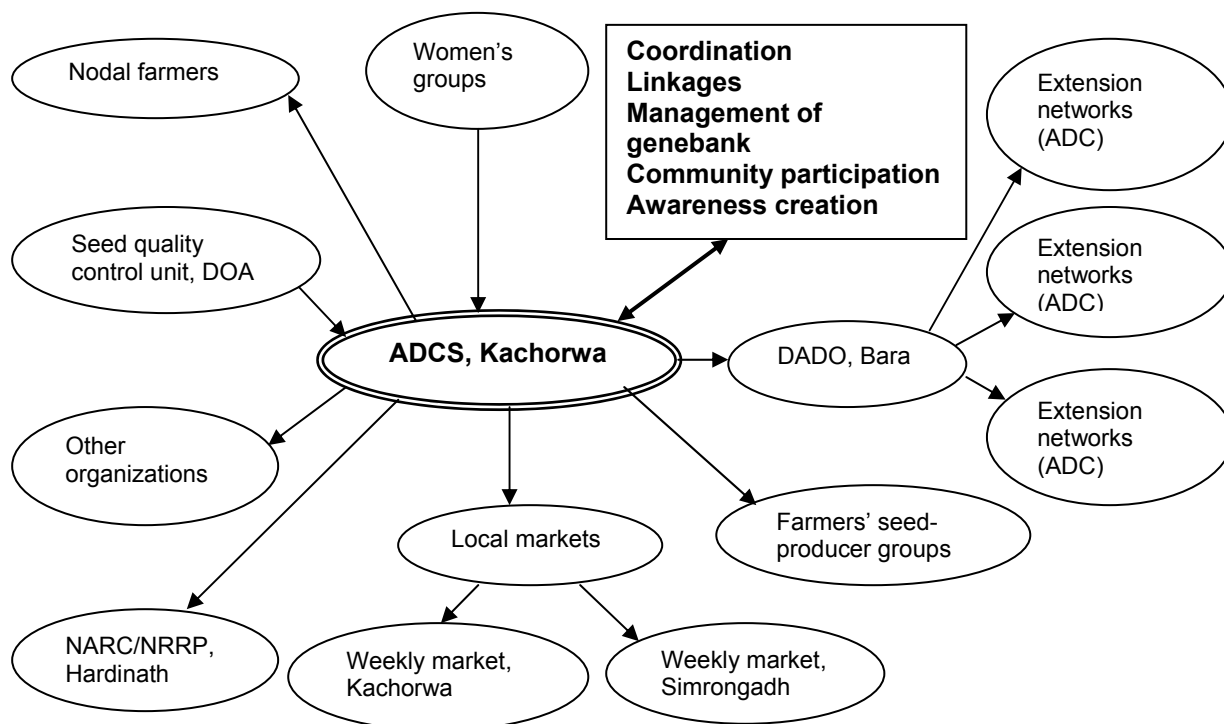 Nodal farmers
Women’s
groups
Coordination
Linkages
Management of
genebank
Community participation
Awareness creation
Extension
networks
(ADC)
Seed quality
control unit, DOA
Extension
networks
(ADC)
ADCS, Kachorwa
DADO, Bara
Extension
networks
(ADC)
Other
organizations
Local markets
Farmers’ seed-
producer groups
NARC/NRRP,
Hardinath
Weekly market,
Kachorwa
Weekly market,
Simrongadh